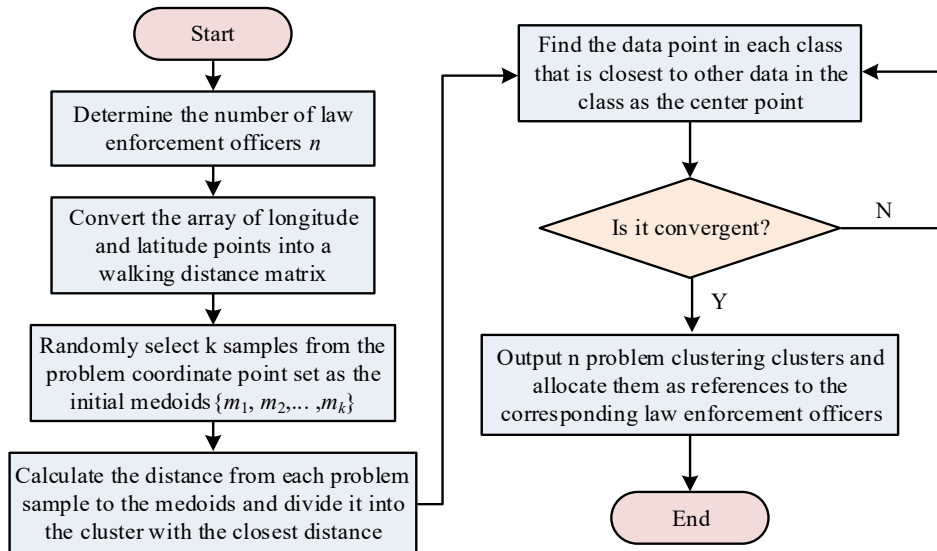 Start
Determine the number of law
enforcement officers n
Convert the array of longitude
and latitude points into a
walking distance matrix
Randomly select k samples from the
problem coordinate point set as the
initial medoids {m₁, m₂,... ,mₖ}
Calculate the distance from each problem
sample to the medoids and divide it into
the cluster with the closest distance
Find the data point in each class
that is closest to other data in the
class as the center point
Is it convergent?
N
Y
Output n problem clustering clusters and
allocate them as references to the
corresponding law enforcement officers
End